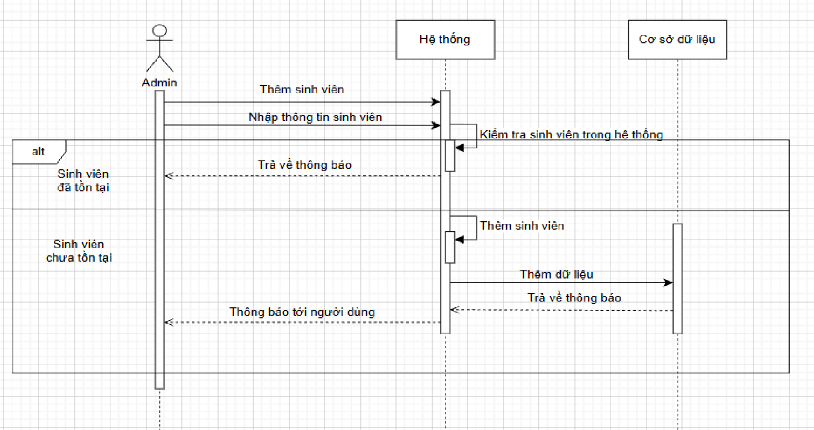 Hệ thống
Cơ sở dữ liệu
Admin
Thêm sinh viên
Nhập thông tin sinh viên
Kiểm tra sinh viên trong hệ thống
alt
Sinh viên
đã tồn tại
Trả về thông báo
Thêm sinh viên
Sinh viên
chưa tồn tại
Thêm dữ liệu
Trả về thông báo
Thông báo tới người dùng